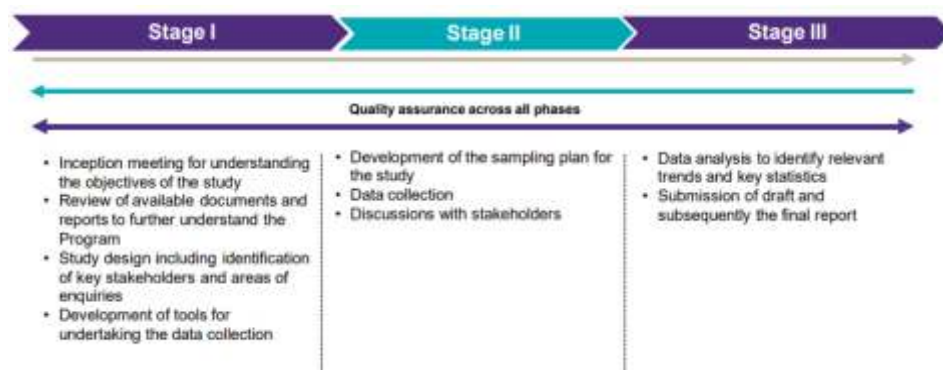 Stage I
Stage II
Stage III
Quality assurance across all phases
• Inception meeting for understanding
the objectives of the study
• Review of available documents and
reports to further understand the
Program
• Study design including identification
of key stakeholders and areas of
enquiries
• Development of tools for
undertaking the data collection
• Development of the sampling plan for
the study
• Data collection
• Discussions with stakeholders
• Data analysis to identify relevant
trends and key statistics
• Submission of draft and
subsequently the final report